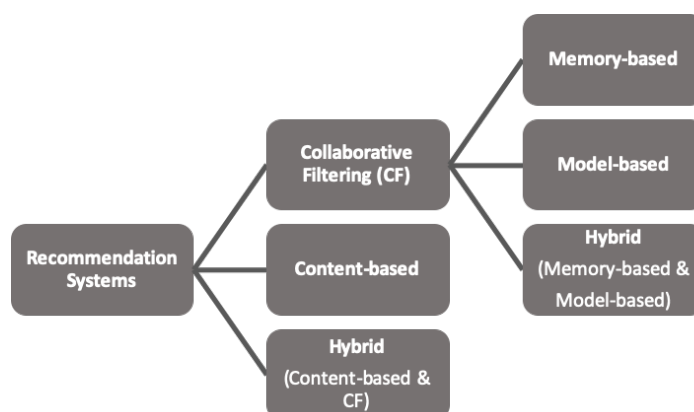 Recommendation
Systems
Collaborative
Filtering (CF)
Content-based
Hybrid
(Content-based &
CF)
Memory-based
Model-based
Hybrid
(Memory-based &
Model-based)